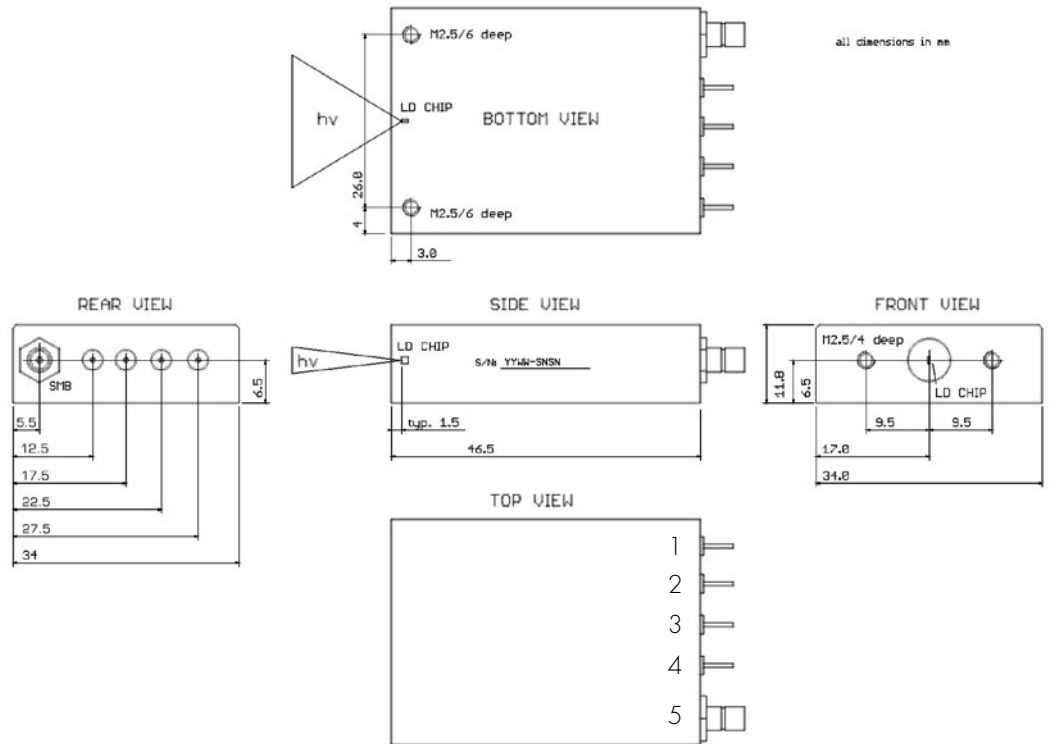 M2.5/6 deep
all dimensions in mm
LD CHIP
hv
BOTTOM VIEW
26.0
M2.5/6 deep
4
3.0
REAR VIEW
SIDE VIEW
FRONT VIEW
SMB
6.5
5.5
12.5
17.5
22.5
27.5
34
LD CHIP
hv
S/N: YYWW-SNSN
typ. 1.5
46.5
M2.5/4 deep
11.8
6.5
LD CHIP
9.5
9.5
17.0
34.0
TOP VIEW
1
2
3
4
5